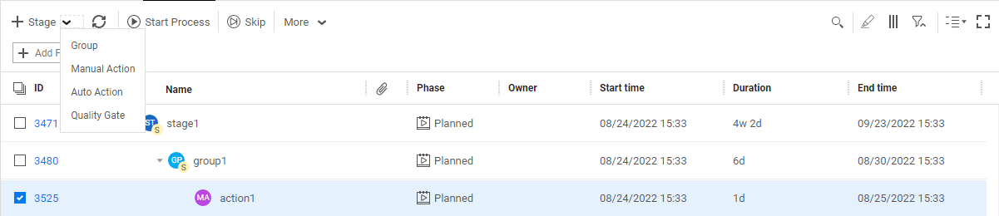 Stage Start Process Skip More
Group
Add F
Manual Action
Auto Action
Quality Gate
ID Name Phase Owner Start time Duration End time
3471 ST S stage1 Planned 08/24/2022 15:33 4w 2d 09/23/2022 15:33
3480 GP S group1 Planned 08/24/2022 15:33 6d 08/30/2022 15:33
3525 MA action1 Planned 08/24/2022 15:33 1d 08/25/2022 15:33